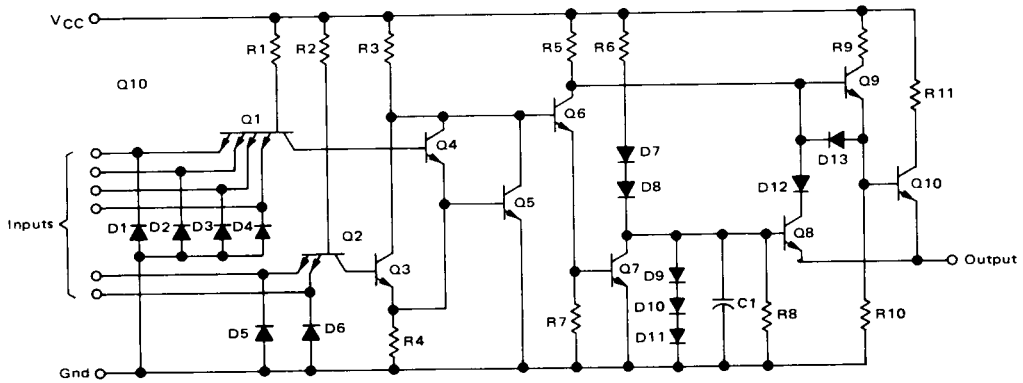 VCC
R1 R2 R3 R5 R6 R9
Q10
Q9
R11
Q1 Q6
Q4
D7 D13
D8 D12 Q10
Q5
Inputs
D1 D2 D3 D4 Q2 Q8
Q3 Q7 D9 Output
D10 C1
D5 D6 R4 R7 D11 R8 R10
Gnd